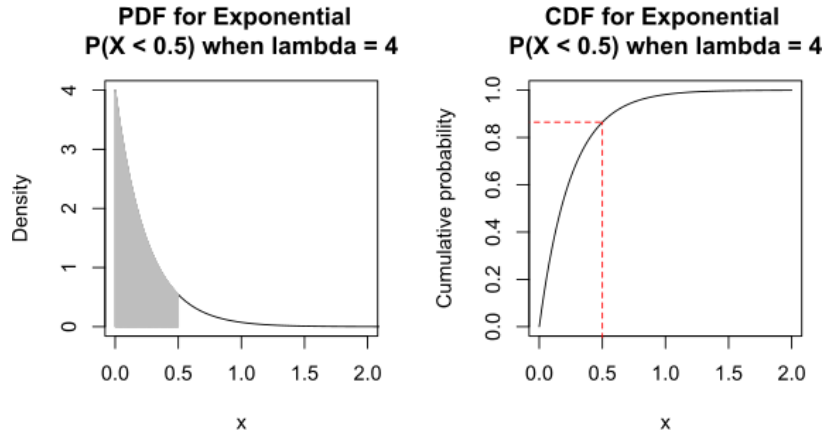 PDF for Exponential
P(X < 0.5) when lambda = 4
Density
4
3
2
1
0
0.0 0.5 1.0 1.5 2.0
x
CDF for Exponential
P(X < 0.5) when lambda = 4
Cumulative probability
1.0
0.8
0.6
0.4
0.2
0.0
0.0 0.5 1.0 1.5 2.0
x